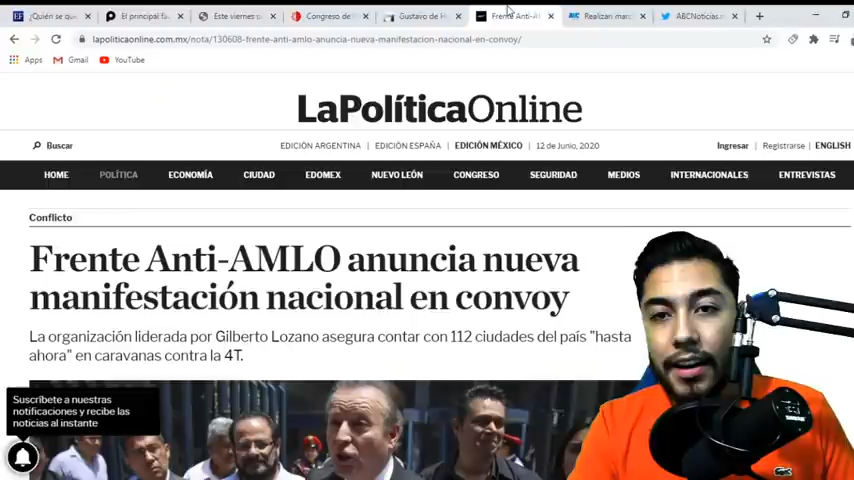 ¿Quién se qu
El principal fu
Este viernes s
Congreso de
Gustavo de H
Frente Anti-A
Realizan marc
ABCNoticias.m
lapoliticaonline.com.mx/nota/130608-frente-anti-amlo-anuncia-nueva-manifestacion-nacional-en-convoy/
Apps
Gmail
YouTube
LaPolíticaOnline
Buscar
EDICIÓN ARGENTINA | EDICIÓN ESPAÑA | EDICIÓN MÉXICO | 12 de Junio, 2020
Ingresar | Registrarse | ENGLISH
HOME POLÍTICA ECONOMÍA CIUDAD EDOMEX NUEVO LEÓN CONGRESO SEGURIDAD MEDIOS INTERNACIONALES ENTREVISTAS
Conflicto
Frente Anti-AMLO anuncia nueva
manifestación nacional en convoy
La organización liderada por Gilberto Lozano asegura contar con 112 ciudades del país "hasta
ahora" en caravanas contra la 4T.
Suscríbete a nuestras
notificaciones y recibe las
noticias al instante